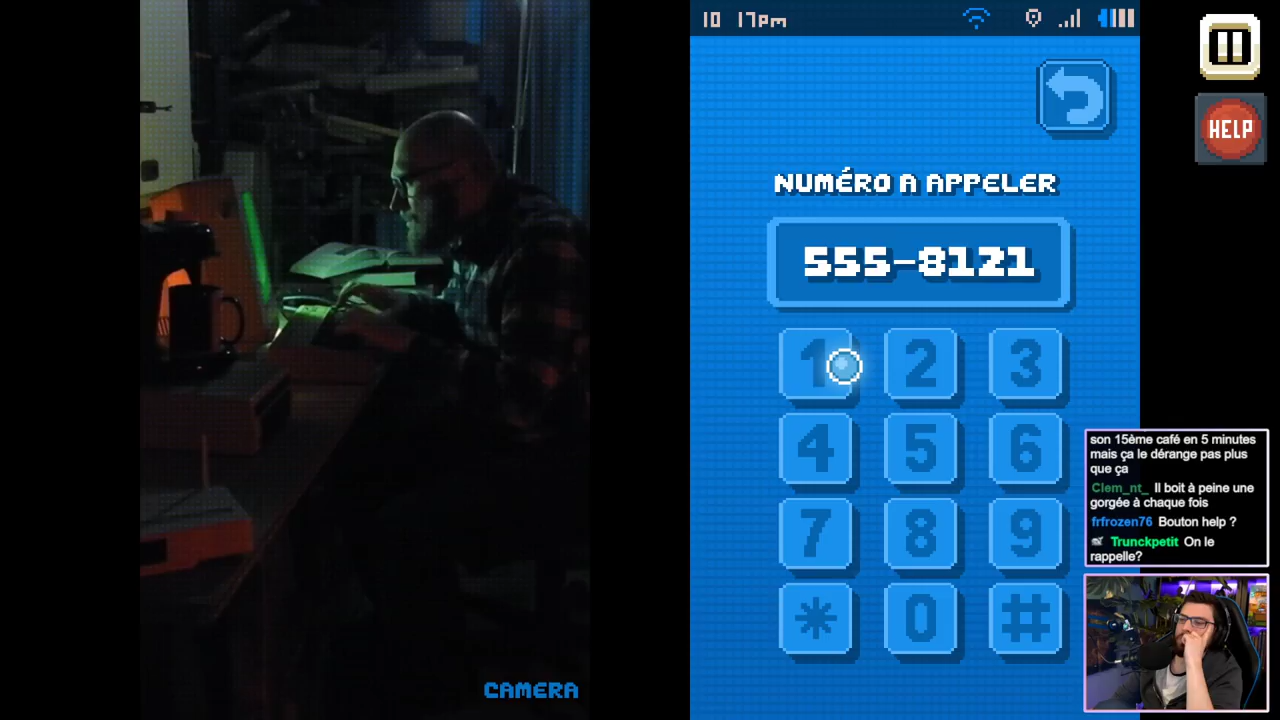 10 17pm
HELP
NUMÉRO A APPELER
555-8121
1 2 3
4 5 6
7 8 9
* 0 #
CAMERA
son 15ème café en 5 minutes
mais ça le dérange pas plus
que ça
Clem_nt_ Il boit à peine une
gorgée à chaque fois
frfrozen76 Bouton help ?
Trunckpetit On le
rappelle?